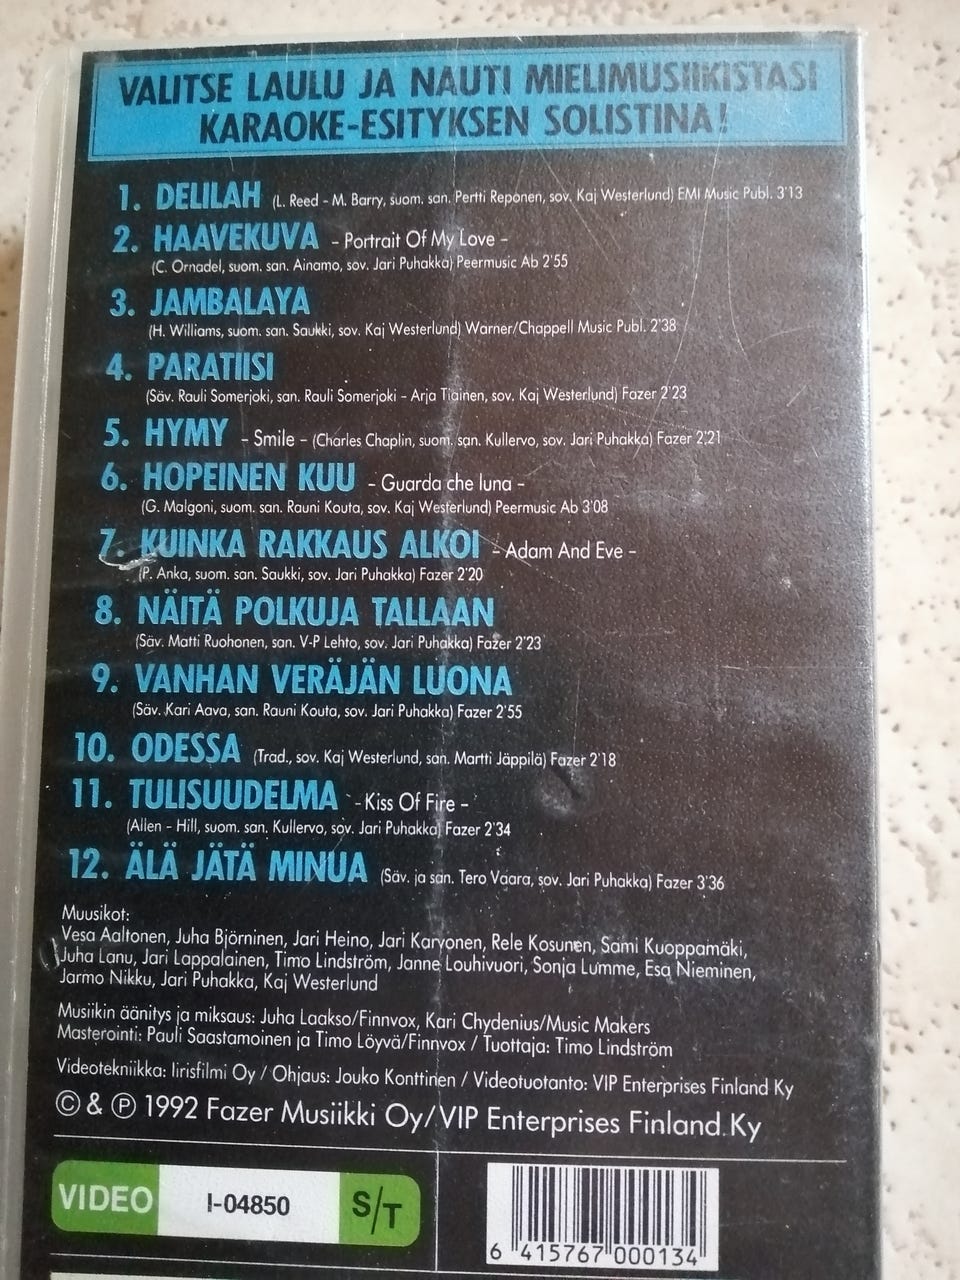 VALITSE LAULU JA NAUTI MIELIMUSIIKISTASI
KARAOKE-ESITYKSEN SOLISTINA!
1. DELILAH (L. Reed - M. Barry, suom. san. Pertti Reponen, sov. Kaj Westerlund) EMI Music Publ. 3'13
2. HAAVEKUVA - Portrait Of My Love -
(C. Ornadel, suom. san. Ainamo, sov. Jari Puhakka) Peermusic Ab 2'55
3. JAMBALAYA
(H. Williams, suom. san. Saukki, sov. Kaj Westerlund) Warner/Chappell Music Publ. 2'38
4. PARATIISI
(Säv. Rauli Somerjoki, san. Rauli Somerjoki - Arja Tiainen, sov. Kaj Westerlund) Fazer 2'23
5. HYMY - Smile - (Charles Chaplin, suom. san. Kullervo, sov. Jari Puhakka) Fazer 2'21
6. HOPEINEN KUU - Guarda che luna -
(G. Malgoni, suom. san. Rauni Kouta, sov. Kaj Westerlund) Peermusic Ab 3'08
7. KUINKA RAKKAUS ALKOI - Adam And Eve -
(P. Anka, suom. san. Saukki, sov. Jari Puhakka) Fazer 2'20
8. NÄITÄ POLKUJA TALLAAN
(Säv. Matti Ruohonen, san. V-P Lehto, sov. Jari Puhakka) Fazer 2'23
9. VANHAN VERÄJÄN LUONA
(Säv. Kari Aava, san. Rauni Kouta, sov. Jari Puhakka) Fazer 2'55
10. ODESSA (Trad., sov. Kaj Westerlund, san. Martti Jäppilä) Fazer 2'18
11. TULISUUDELMA - Kiss Of Fire -
(Allen - Hill, suom. san. Kullervo, sov. Jari Puhakka) Fazer 2'34
12. ÄLÄ JÄTÄ MINUA (Säv. ja san. Tero Vaara, sov. Jari Puhakka) Fazer 3'36
Muusikot:
Vesa Aaltonen, Juha Björninen, Jari Heino, Jari Karvonen, Rele Kosunen, Sami Kuoppamäki,
Juha Lanu, Jari Lappalainen, Timo Lindström, Janne Louhivuori, Sonja Lumme, Esa Nieminen,
Jarmo Nikku, Jari Puhakka, Kaj Westerlund
Musiikin äänitys ja miksaus: Juha Laakso/Finnvox, Kari Chydenius/Music Makers
Masterointi: Pauli Saastamoinen ja Timo Löyvä/Finnvox / Tuottaja: Timo Lindström
Videotekniikka: Iirisfilmi Oy / Ohjaus: Jouko Konttinen / Videotuotanto: VIP Enterprises Finland Ky
© & ℗ 1992 Fazer Musiikki Oy/VIP Enterprises Finland Ky
VIDEO I-04850 S/T
6 415767 000134